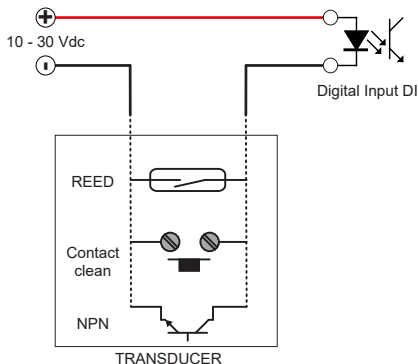 10 - 30 Vdc
Digital Input DI
REED
Contact
clean
NPN
TRANSDUCER